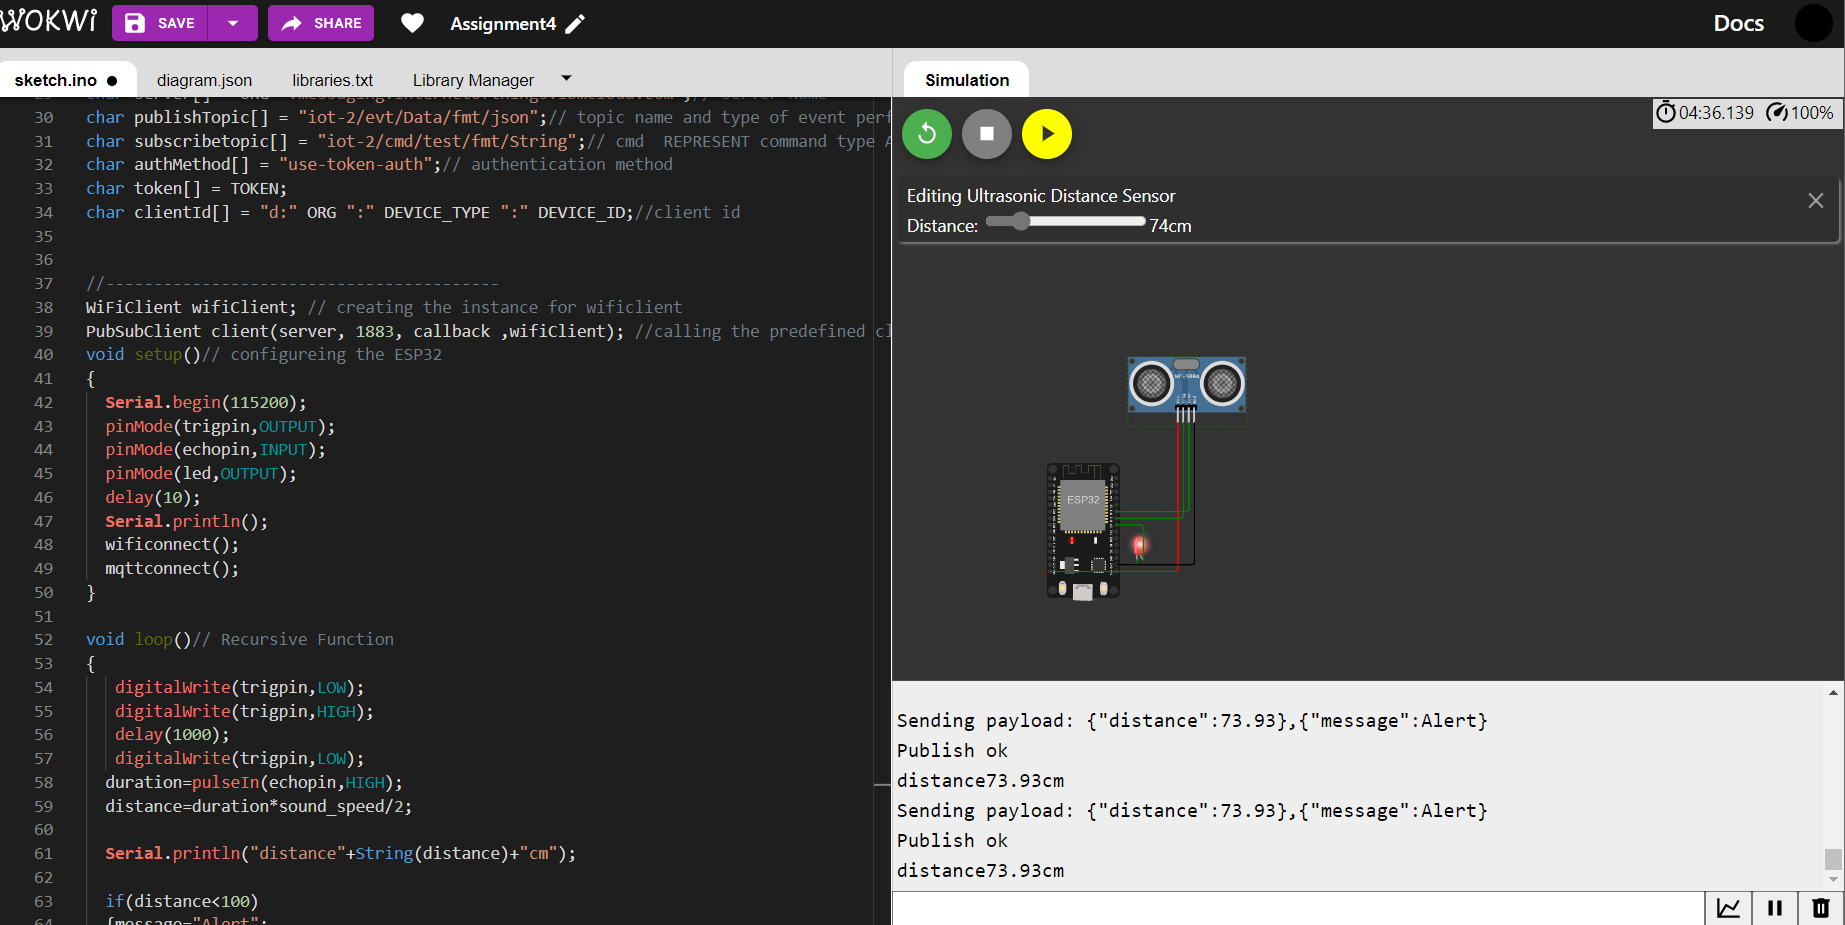 WOKWi
SAVE
SHARE
Assignment4
Docs
sketch.ino
diagram.json
libraries.txt
Library Manager
Simulation
30 char publishTopic[] = "iot-2/evt/Data/fmt/json";// topic name and type of event perf
31 char subscribetopic[] = "iot-2/cmd/test/fmt/String";// cmd  REPRESENT command type A
32 char authMethod[] = "use-token-auth";// authentication method
33 char token[] = TOKEN;
34 char clientId[] = "d:" ORG ":" DEVICE_TYPE ":" DEVICE_ID;//client id
35
36
37 //-----------------------------------------
38 WiFiClient wifiClient; // creating the instance for wificlient
39 PubSubClient client(server, 1883, callback ,wifiClient); //calling the predefined cl
40 void setup()// configureing the ESP32
41 {
42 Serial.begin(115200);
43 pinMode(trigpin,OUTPUT);
44 pinMode(echopin,INPUT);
45 pinMode(led,OUTPUT);
46 delay(10);
47 Serial.println();
48 wificonnect();
49 mqttconnect();
50 }
51
52 void loop()// Recursive Function
53 {
54 digitalWrite(trigpin,LOW);
55 digitalWrite(trigpin,HIGH);
56 delay(1000);
57 digitalWrite(trigpin,LOW);
58 duration=pulseIn(echopin,HIGH);
59 distance=duration*sound_speed/2;
60
61 Serial.println("distance"+String(distance)+"cm");
62
63 if(distance<100)
64 {message="Alert";
04:36.139 100%
Editing Ultrasonic Distance Sensor
Distance: 74cm
HC-SR04
ESP32
Sending payload: {"distance":73.93},{"message":Alert}
Publish ok
distance73.93cm
Sending payload: {"distance":73.93},{"message":Alert}
Publish ok
distance73.93cm